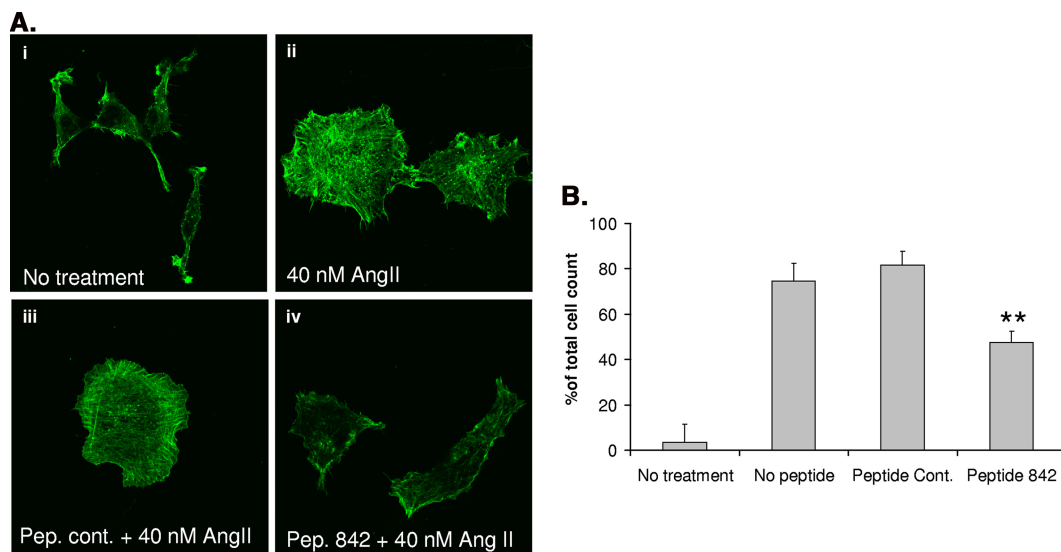 A.
i
No treatment
ii
40 nM AngII
iii
Pep. cont. + 40 nM AngII
iv
Pep. 842 + 40 nM Ang II
B.
%of total cell count
100
80
60
40
20
0
**
No treatment
No peptide
Peptide Cont.
Peptide 842